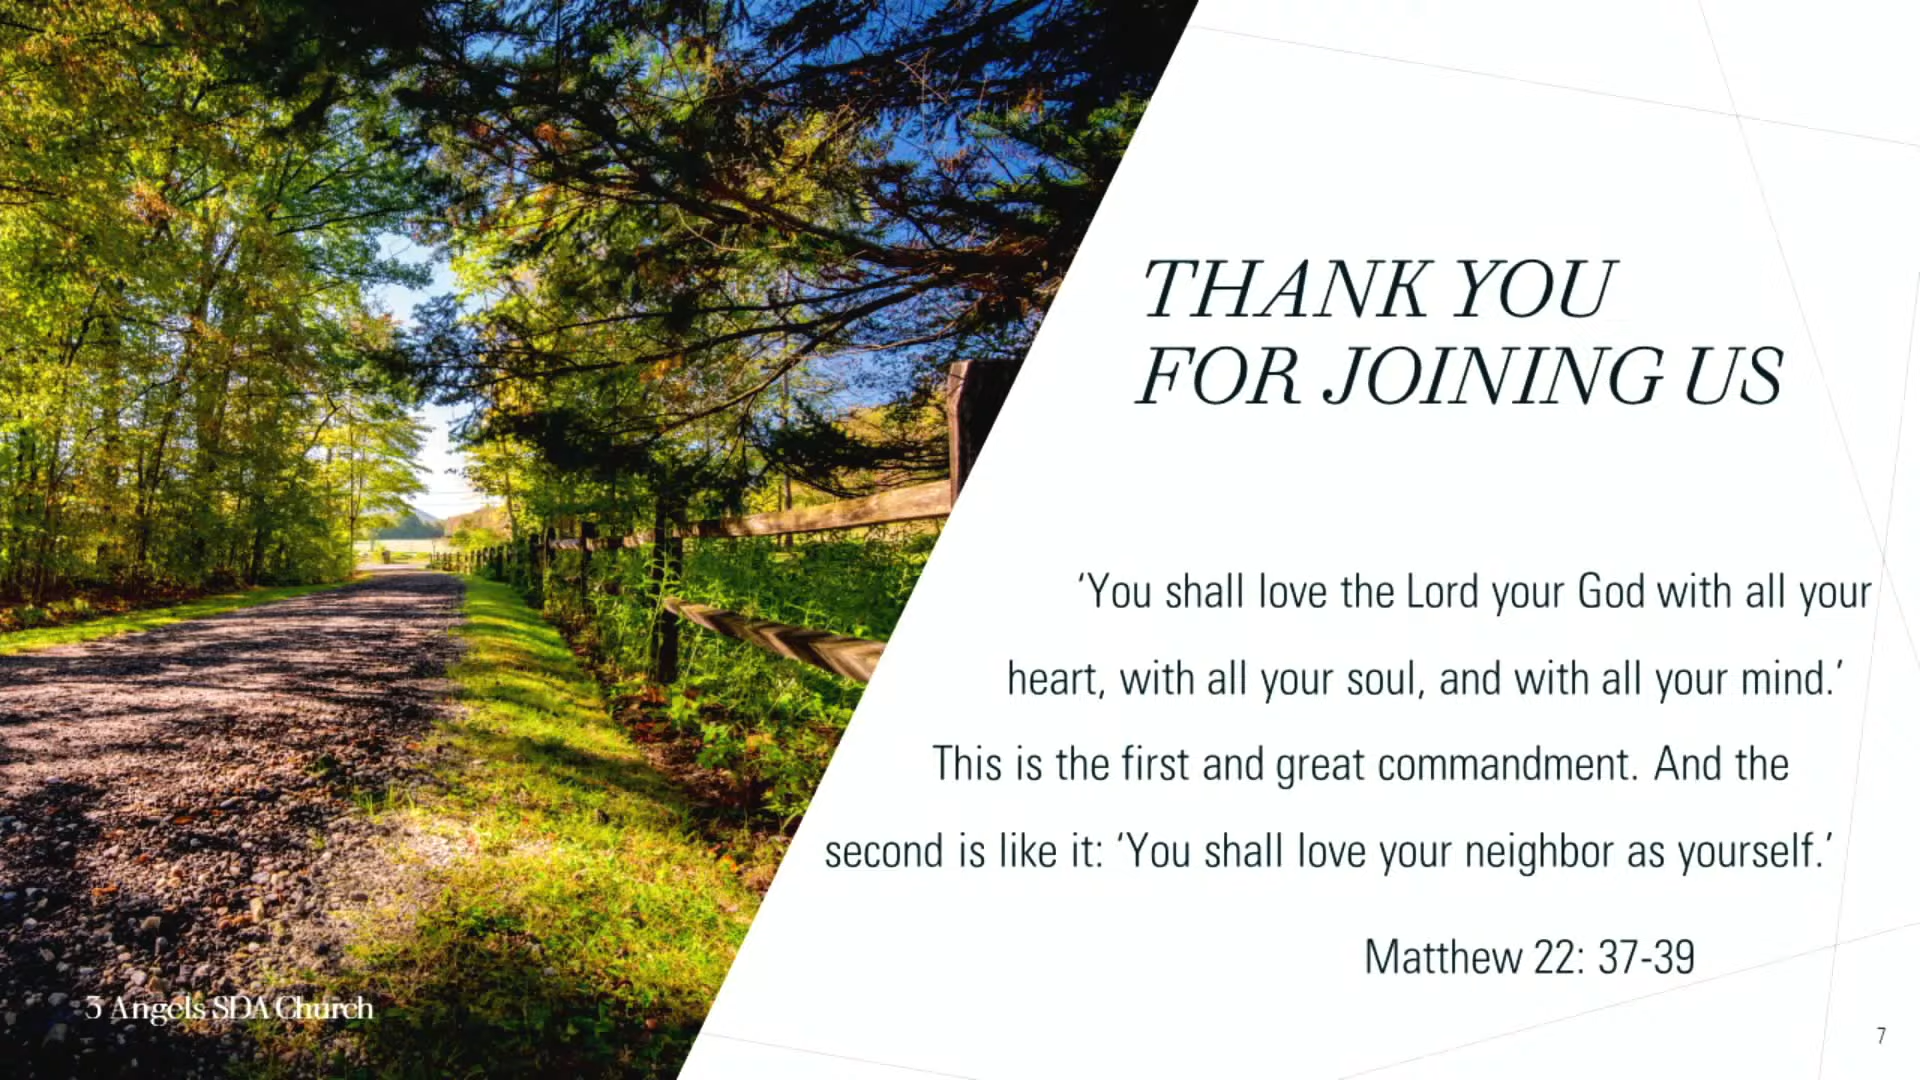 THANK YOU
FOR JOINING US
‘You shall love the Lord your God with all your
heart, with all your soul, and with all your mind.’
This is the first and great commandment. And the
second is like it: ‘You shall love your neighbor as yourself.’
Matthew 22: 37-39
3 Angels SDA Church
7